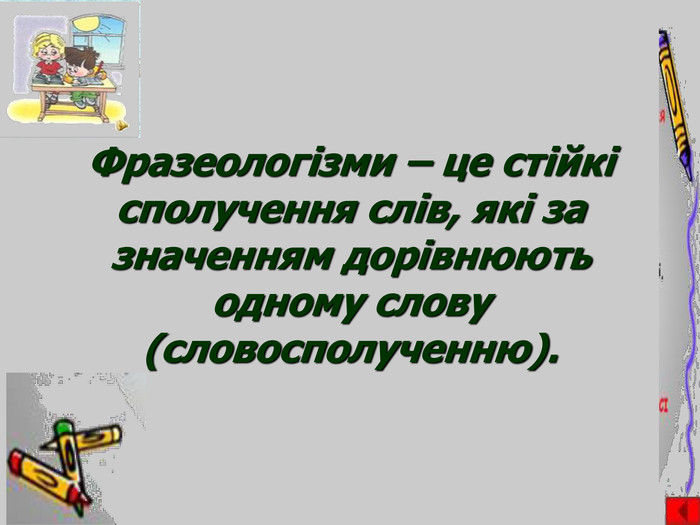 Фразеологізми – це стійкі
сполучення слів, які за
значенням дорівнюють
одному слову
(словосполученню).